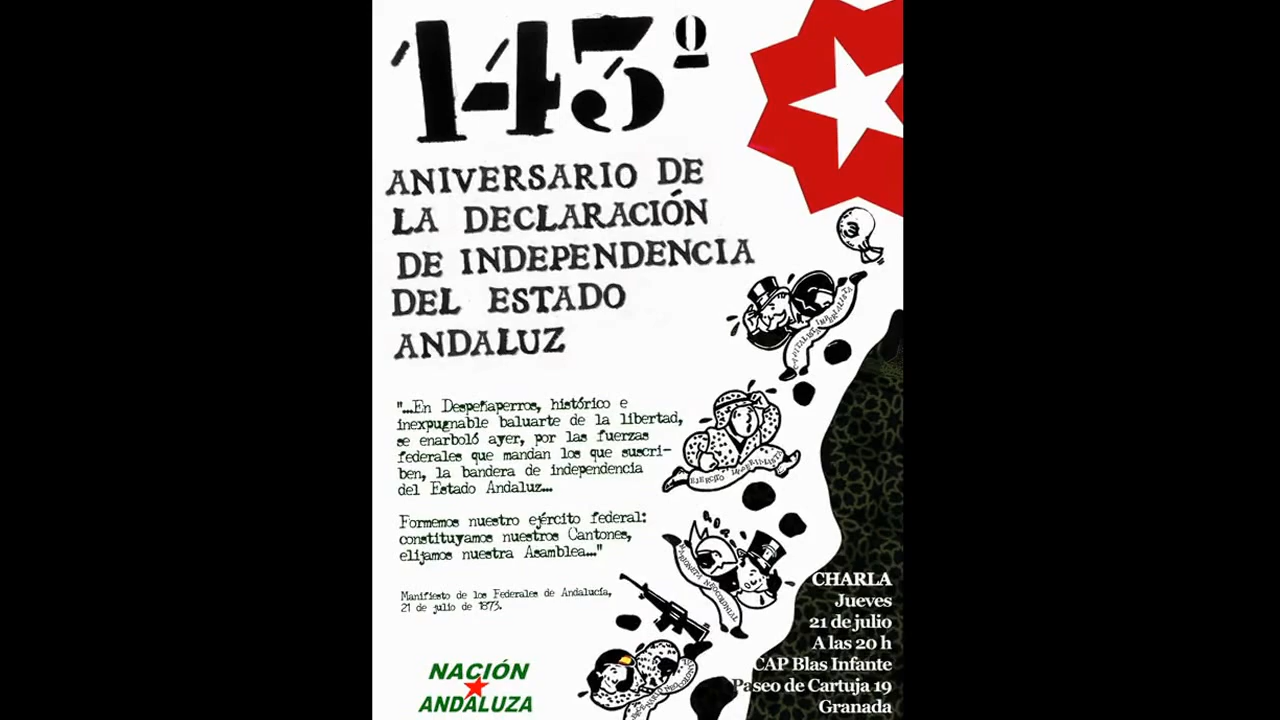 143º
ANIVERSARIO DE
LA DECLARACIÓN
DE INDEPENDENCIA
DEL ESTADO
ANDALUZ
"...En Despeñaperros, histórico e
inexpugnable baluarte de la libertad,
se enarboló ayer, por las fuerzas
federales que mandan los que suscri-
ben, la bandera de independencia
del Estado Andaluz...
Formemos nuestro ejército federal:
constituyamos nuestros Cantones,
elijamos nuestra Asamblea..."
Manifiesto de los Federales de Andalucía,
21 de julio de 1873.
NACIÓN
ANDALUZA
CAPITALISTA IMPERIALISTA
EJERCITO IMPERIALISTA
CHARLA
Jueves
21 de julio
A las 20 h
CAP Blas Infante
Paseo de Cartuja 19
Granada